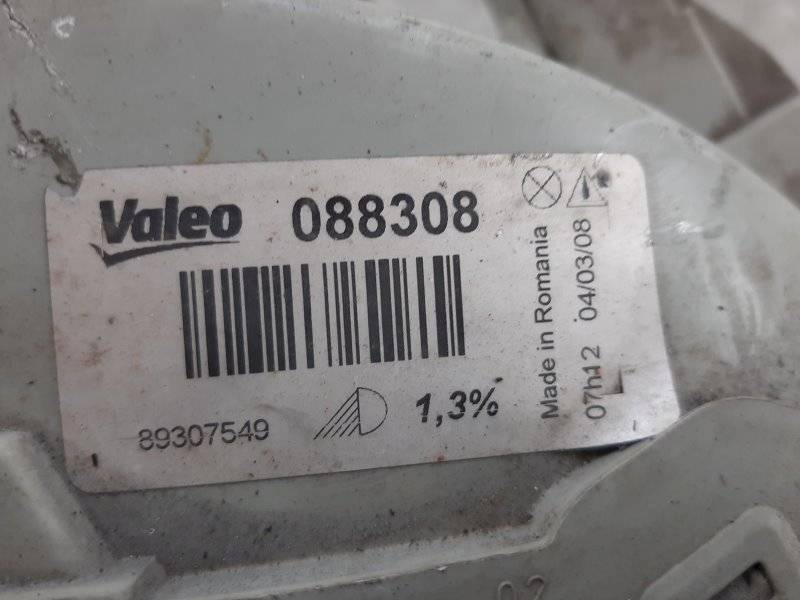 Valeo 088308
89307549
1,3%
Made in Romania
07h12 04/03/08